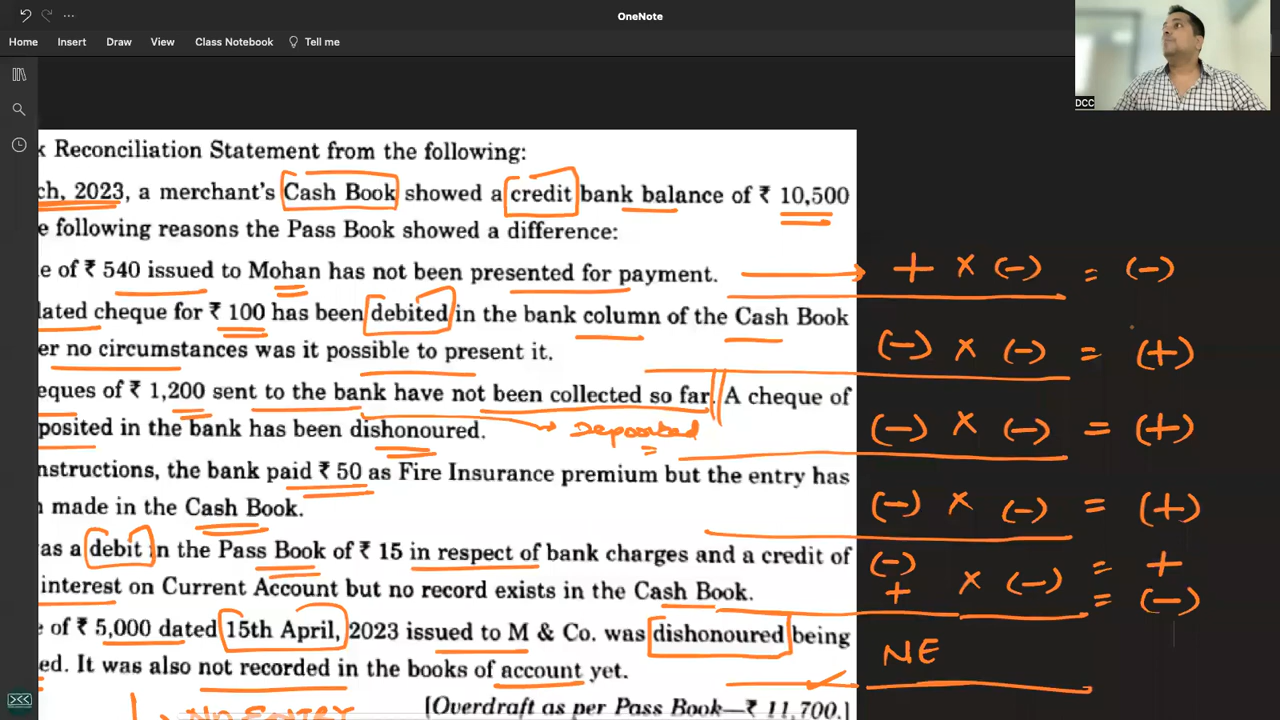 OneNote
Home Insert Draw View Class Notebook Tell me
DCC
k Reconciliation Statement from the following:
ch, 2023, a merchant's Cash Book showed a credit bank balance of ₹ 10,500
e following reasons the Pass Book showed a difference:
e of ₹ 540 issued to Mohan has not been presented for payment. + × (-) = (-)
lated cheque for ₹ 100 has been debited in the bank column of the Cash Book
er no circumstances was it possible to present it. (-) × (-) = (+)
eques of ₹ 1,200 sent to the bank have not been collected so far. A cheque of
posited in the bank has been dishonoured. Deposited (-) × (-) = (+)
nstructions, the bank paid ₹ 50 as Fire Insurance premium but the entry has
n made in the Cash Book. (-) × (-) = (+)
was a debit in the Pass Book of ₹ 15 in respect of bank charges and a credit of (-) = +
interest on Current Account but no record exists in the Cash Book. + × (-) = (-)
e of ₹ 5,000 dated 15th April, 2023 issued to M & Co. was dishonoured being NE
ed. It was also not recorded in the books of account yet.
NO ENTRY [Overdraft as per Pass Book—₹ 11,700.]